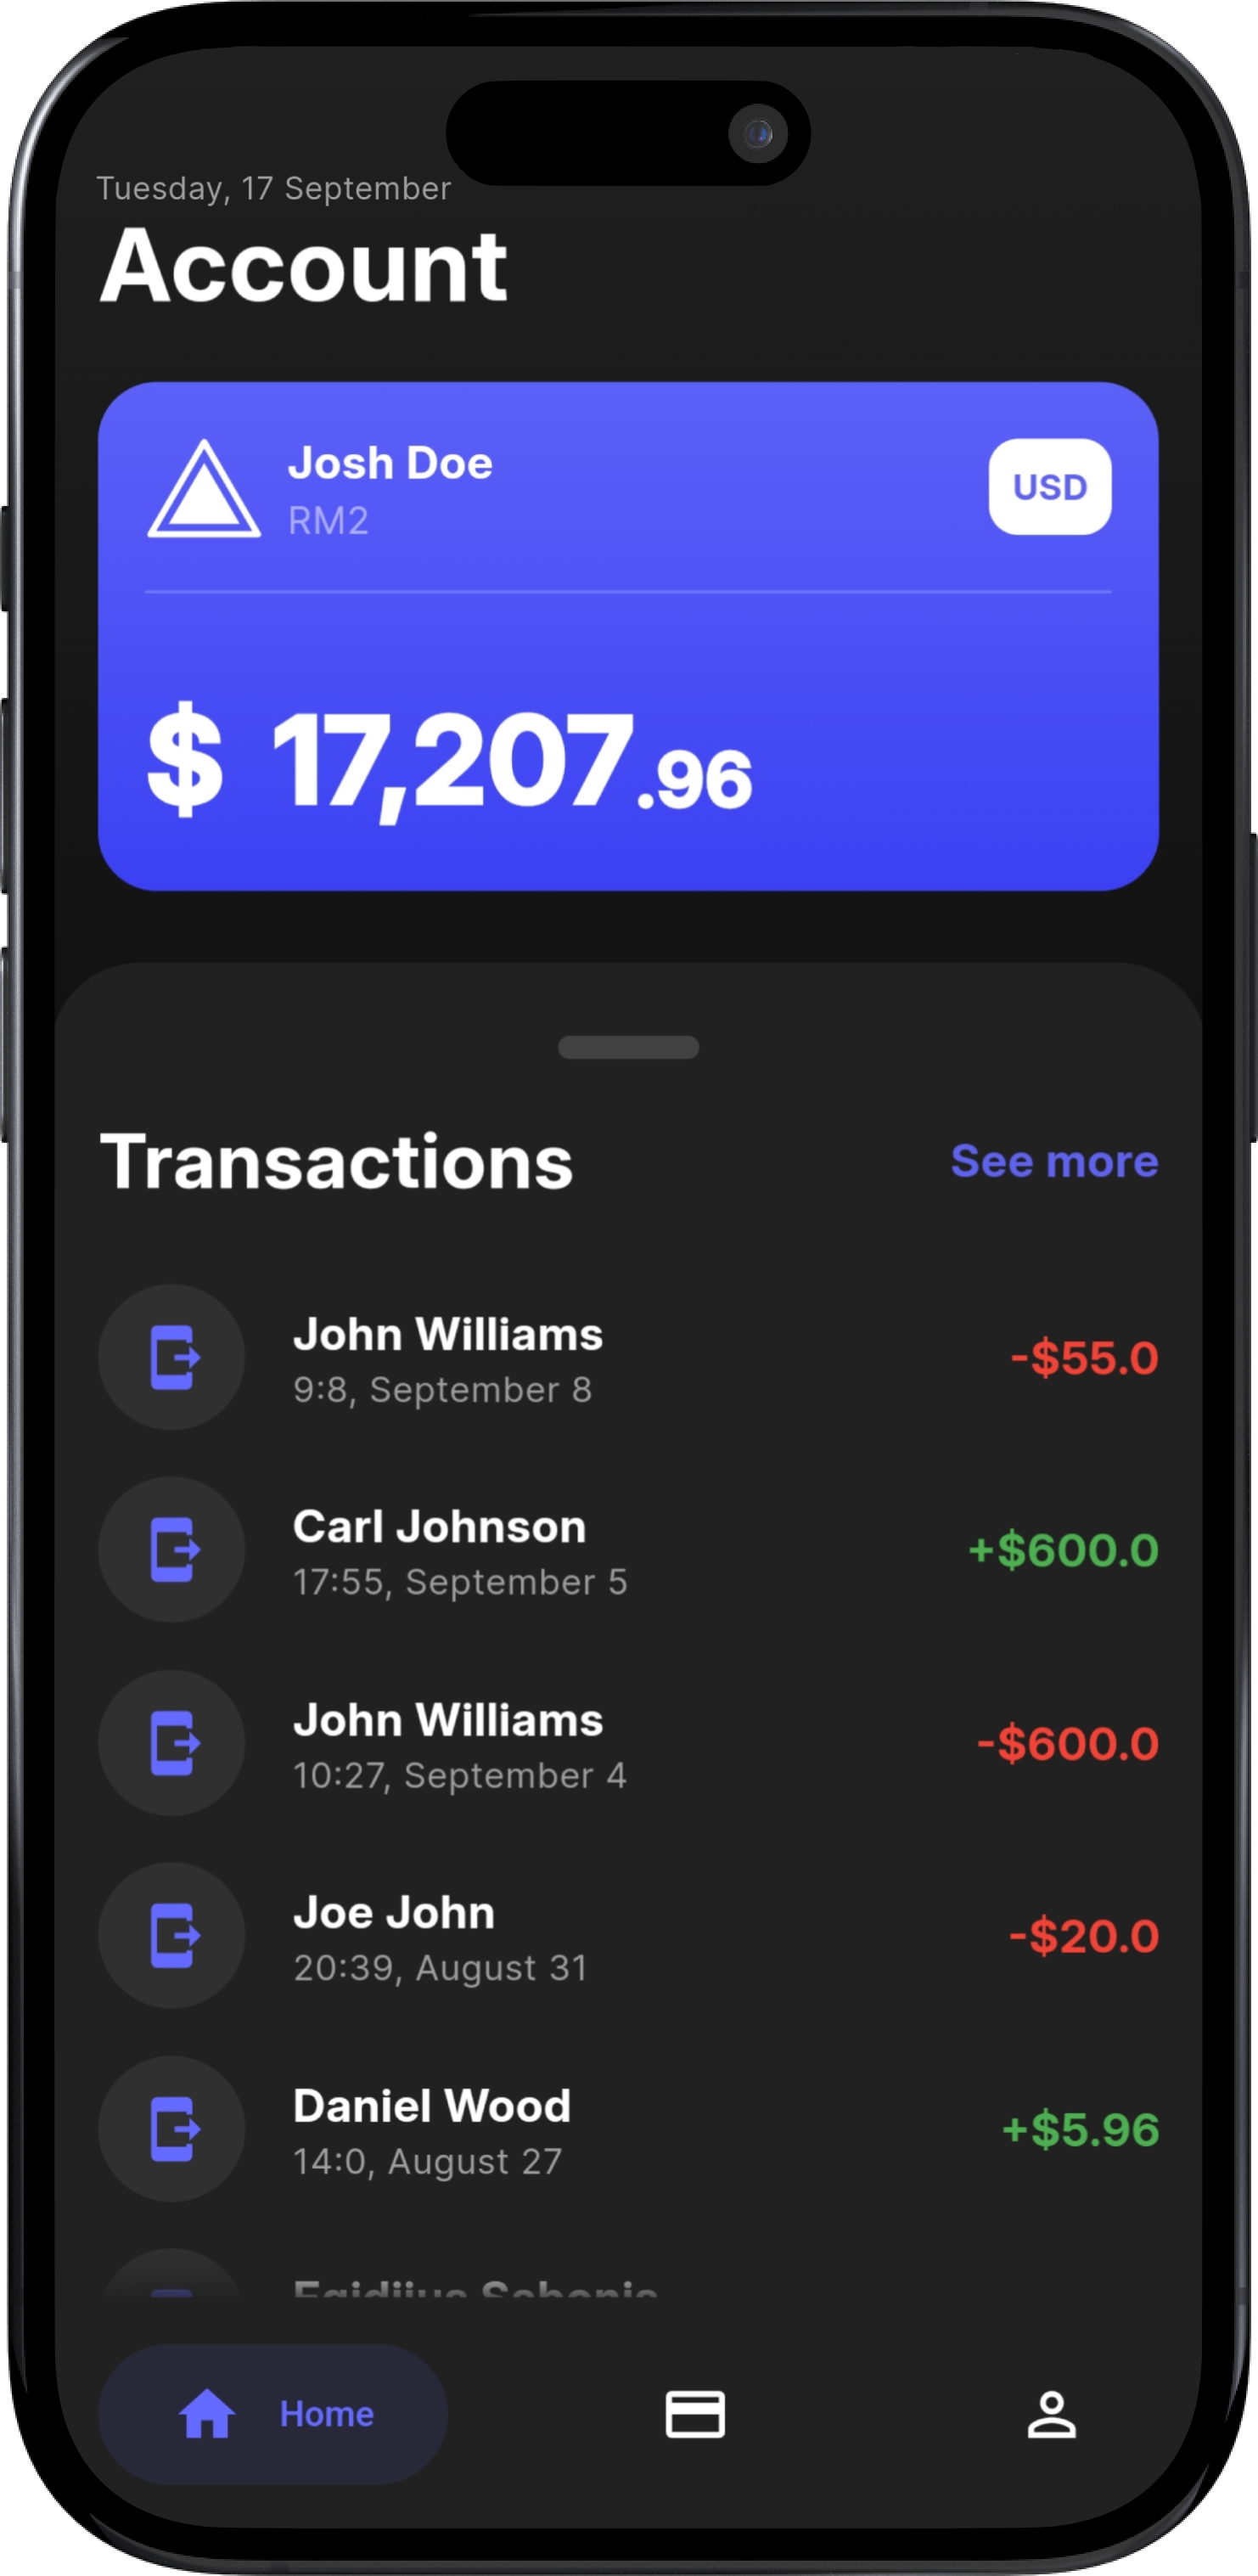 Tuesday, 17 September
Account
Josh Doe
RM2
USD
$ 17,207.96
Transactions
See more
John Williams
9:8, September 8
-$55.0
Carl Johnson
17:55, September 5
+$600.0
John Williams
10:27, September 4
-$600.0
Joe John
20:39, August 31
-$20.0
Daniel Wood
14:0, August 27
+$5.96
Home